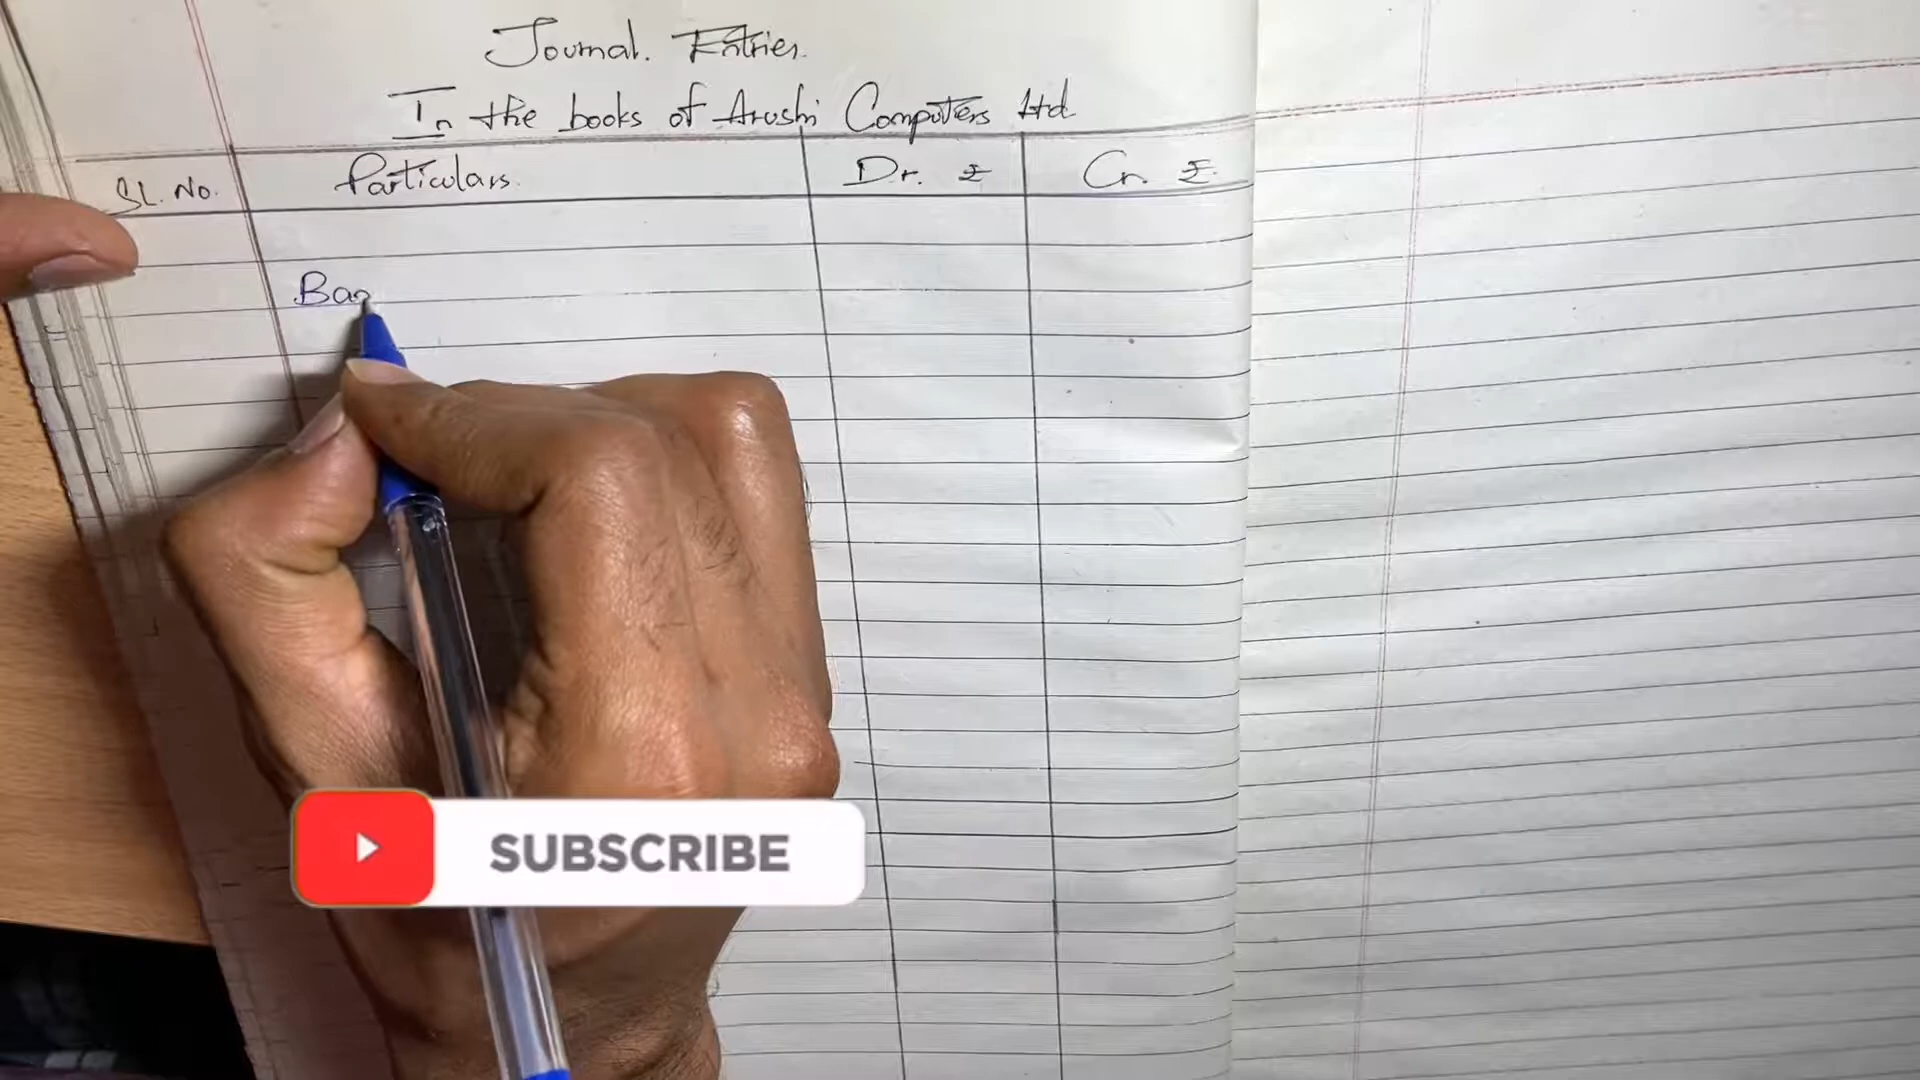 Journal. Entries.
In the books of Arushi Computers Ltd
SL. No. Particulars. Dr. ₹ Cr. ₹.
Ba
SUBSCRIBE